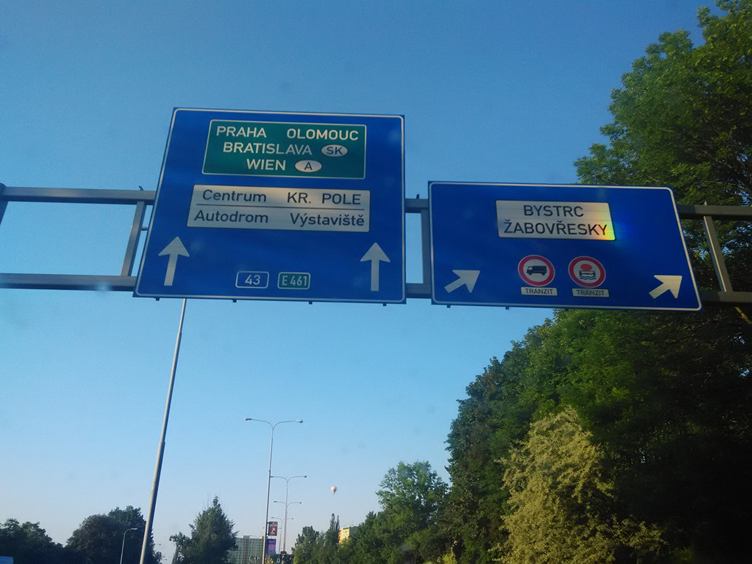 PRAHA OLOMOUC
BRATISLAVA SK
WIEN A
Centrum KR. POLE
Autodrom Výstaviště
43 E461
BYSTRC
ŽABOVŘESKY
TRANZIT TRANZIT